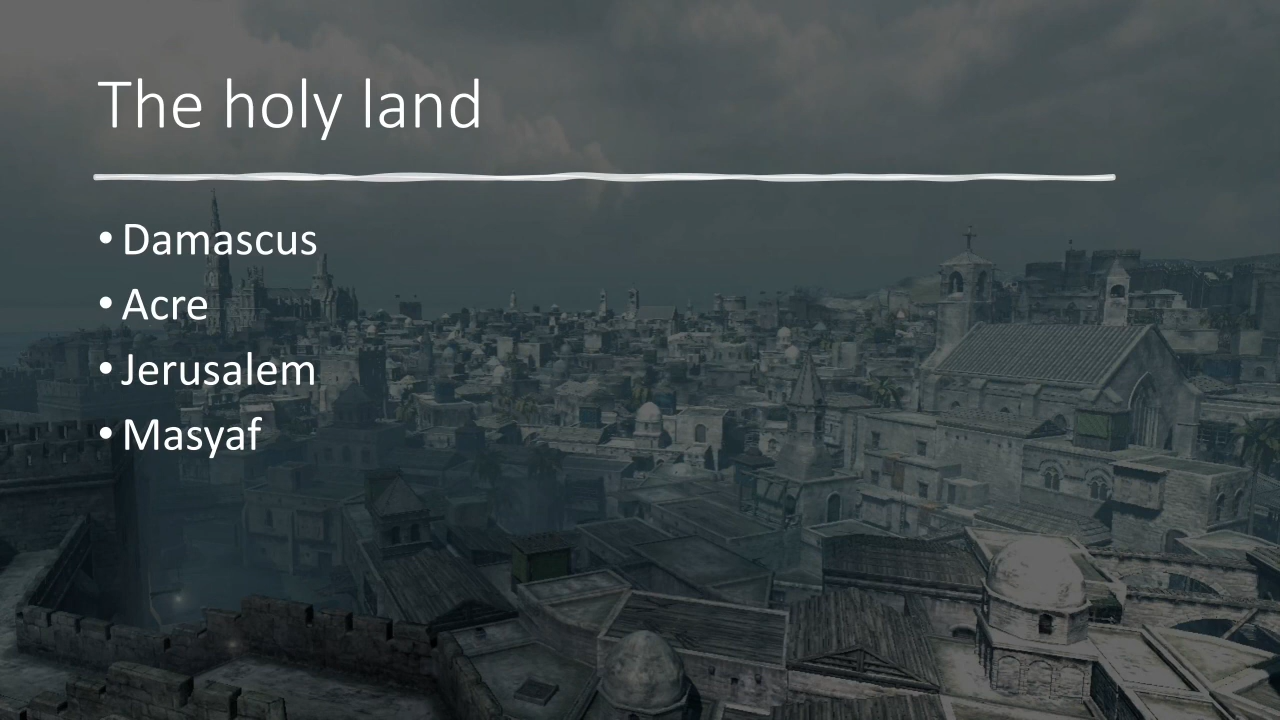 The holy land
• Damascus
• Acre
• Jerusalem
• Masyaf